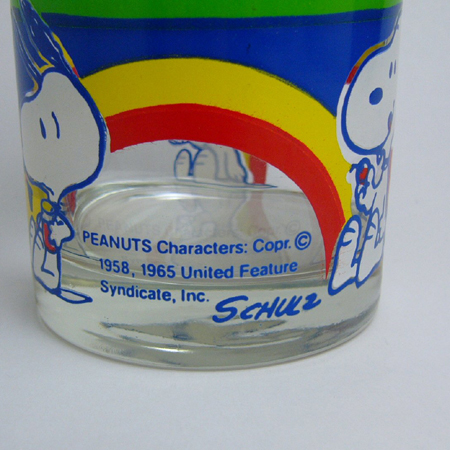 PEANUTS Characters: Copr. ©
1958, 1965 United Feature
Syndicate, Inc.
SCHULZ